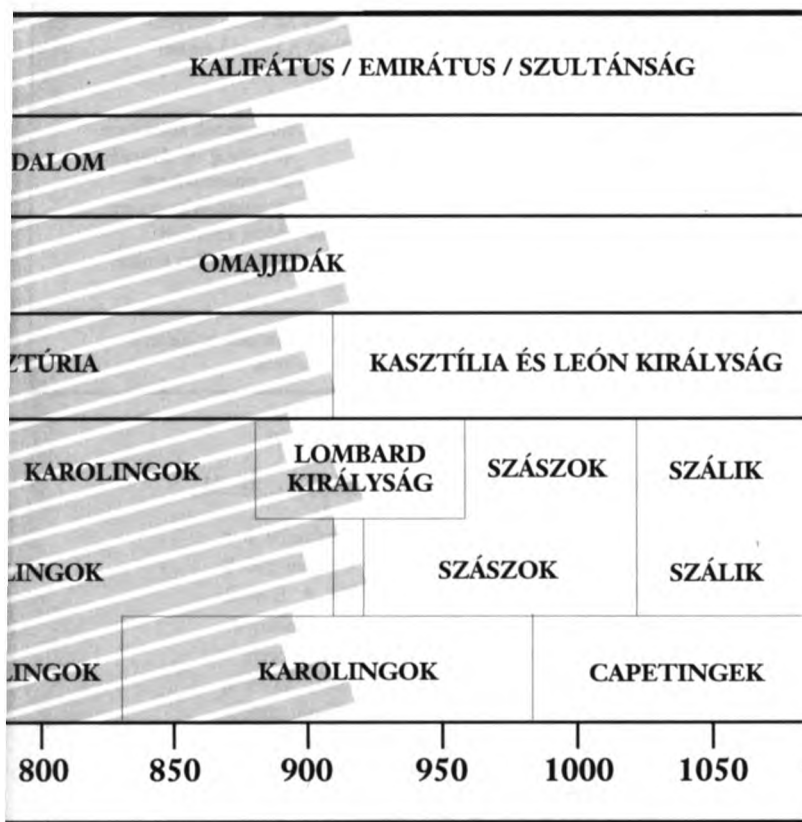 KALIFÁTUS / EMIRÁTUS / SZULTÁNSÁG
DALOM
OMAJJIDÁK
ZTÚRIA
KASZTÍLIA ÉS LEÓN KIRÁLYSÁG
KAROLINGOK
LOMBARD
KIRÁLYSÁG
SZÁSZOK
SZÁLIK
LINGOK
SZÁSZOK
SZÁLIK
LINGOK
KAROLINGOK
CAPETINGEK
800 850 900 950 1000 1050